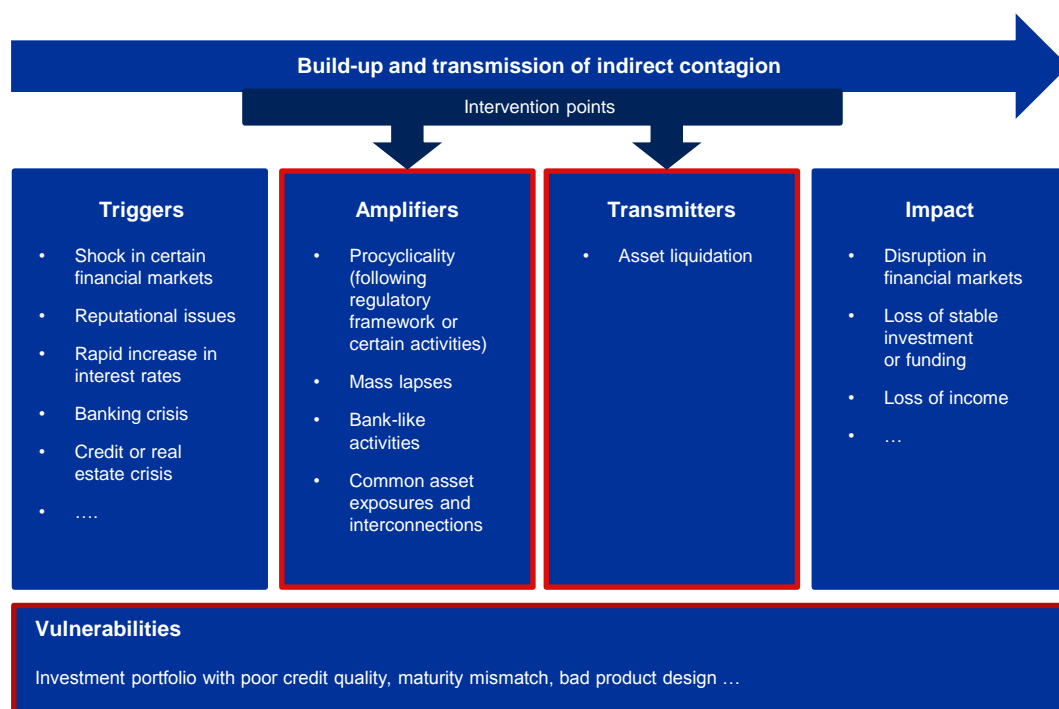 Build-up and transmission of indirect contagion
Intervention points
Triggers
• Shock in certain
financial markets
• Reputational issues
• Rapid increase in
interest rates
• Banking crisis
• Credit or real
estate crisis
• ….
Amplifiers
• Procyclicality
(following
regulatory
framework or
certain activities)
• Mass lapses
• Bank-like
activities
• Common asset
exposures and
interconnections
Transmitters
• Asset liquidation
Impact
• Disruption in
financial markets
• Loss of stable
investment
or funding
• Loss of income
• …
Vulnerabilities
Investment portfolio with poor credit quality, maturity mismatch, bad product design …